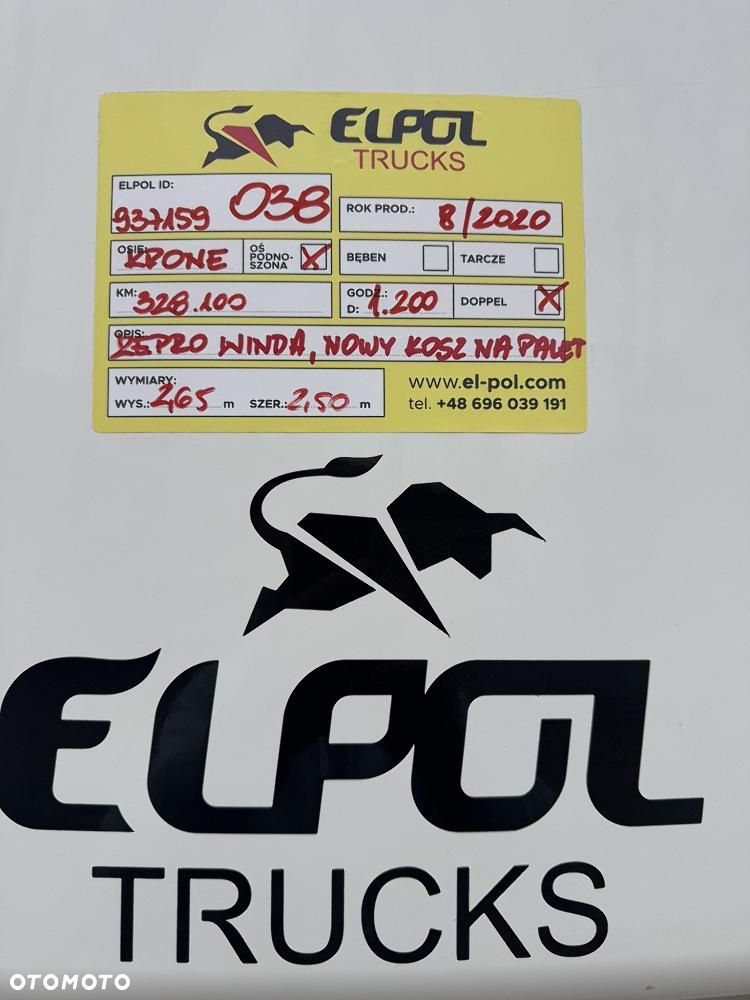 ELPOL
TRUCKS
ELPOL ID:
937159 038
ROK PROD.: 8/2020
OSIE: KRONE OŚ PODNO-SZONA X
BĘBEN TARCZE
KM: 328.100
GODZ.: D: 1.200 DOPPEL X
OPIS: ZEPRO WINDA, NOWY KOSZ NA PALET
WYMIARY:
WYS.: 2,65 m SZER.: 2,50 m
www.el-pol.com
tel. +48 696 039 191
ELPOL
TRUCKS
OTOMOTO